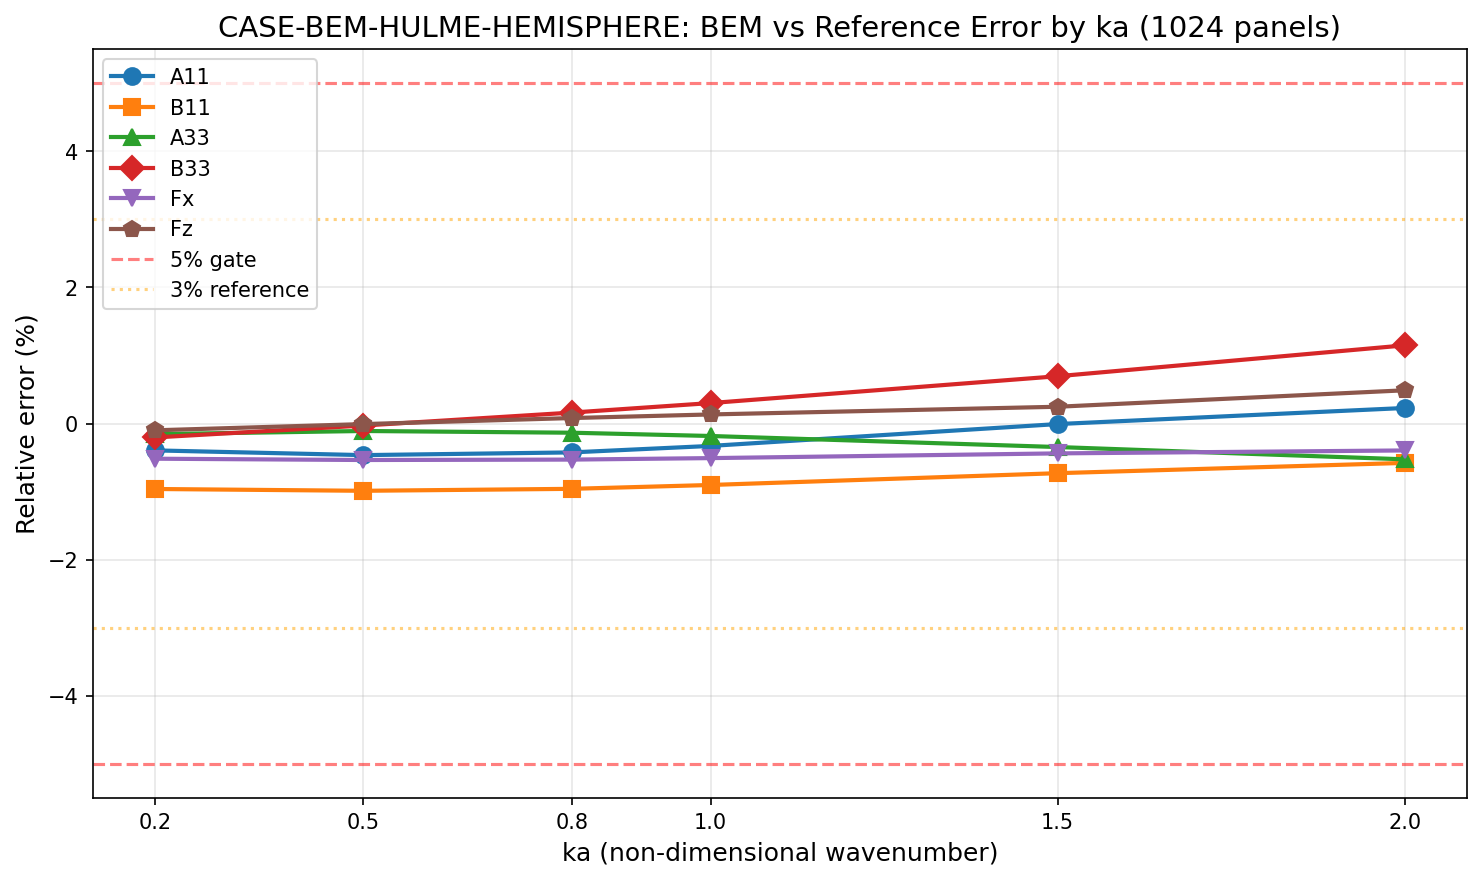 CASE-BEM-HULME-HEMISPHERE: BEM vs Reference Error by ka (1024 panels)
A11
B11
A33
B33
Fx
Fz
5% gate
3% reference
Relative error (%)
4
2
0
−2
−4
0.2
0.5
0.8
1.0
1.5
2.0
ka (non-dimensional wavenumber)